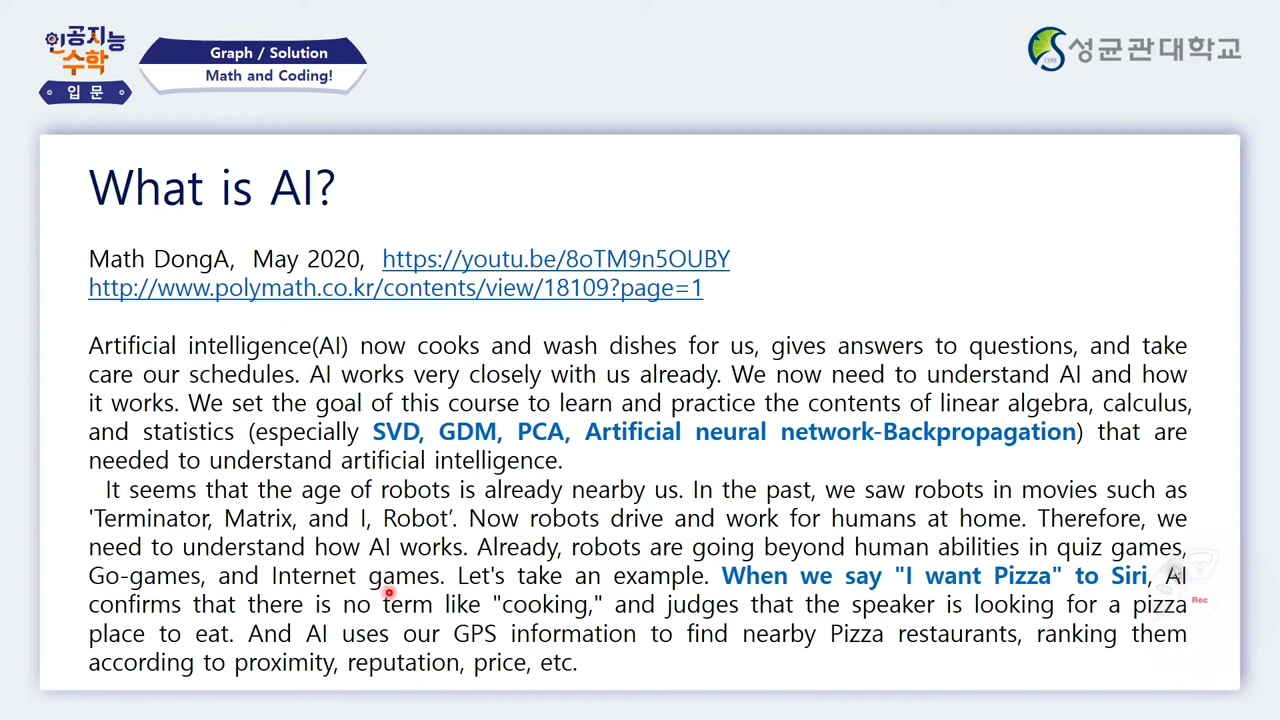 인공지능
수학
입문
Graph / Solution
Math and Coding!
1398
성균관대학교
What is AI?
Math DongA, May 2020, https://youtu.be/8oTM9n5OUBY
http://www.polymath.co.kr/contents/view/18109?page=1
Artificial intelligence(AI) now cooks and wash dishes for us, gives answers to questions, and take
care our schedules. AI works very closely with us already. We now need to understand AI and how
it works. We set the goal of this course to learn and practice the contents of linear algebra, calculus,
and statistics (especially SVD, GDM, PCA, Artificial neural network-Backpropagation) that are
needed to understand artificial intelligence.
It seems that the age of robots is already nearby us. In the past, we saw robots in movies such as
'Terminator, Matrix, and I, Robot’. Now robots drive and work for humans at home. Therefore, we
need to understand how AI works. Already, robots are going beyond human abilities in quiz games,
Go-games, and Internet games. Let's take an example. When we say "I want Pizza" to Siri, AI
confirms that there is no term like "cooking," and judges that the speaker is looking for a pizza
Rec
place to eat. And AI uses our GPS information to find nearby Pizza restaurants, ranking them
according to proximity, reputation, price, etc.